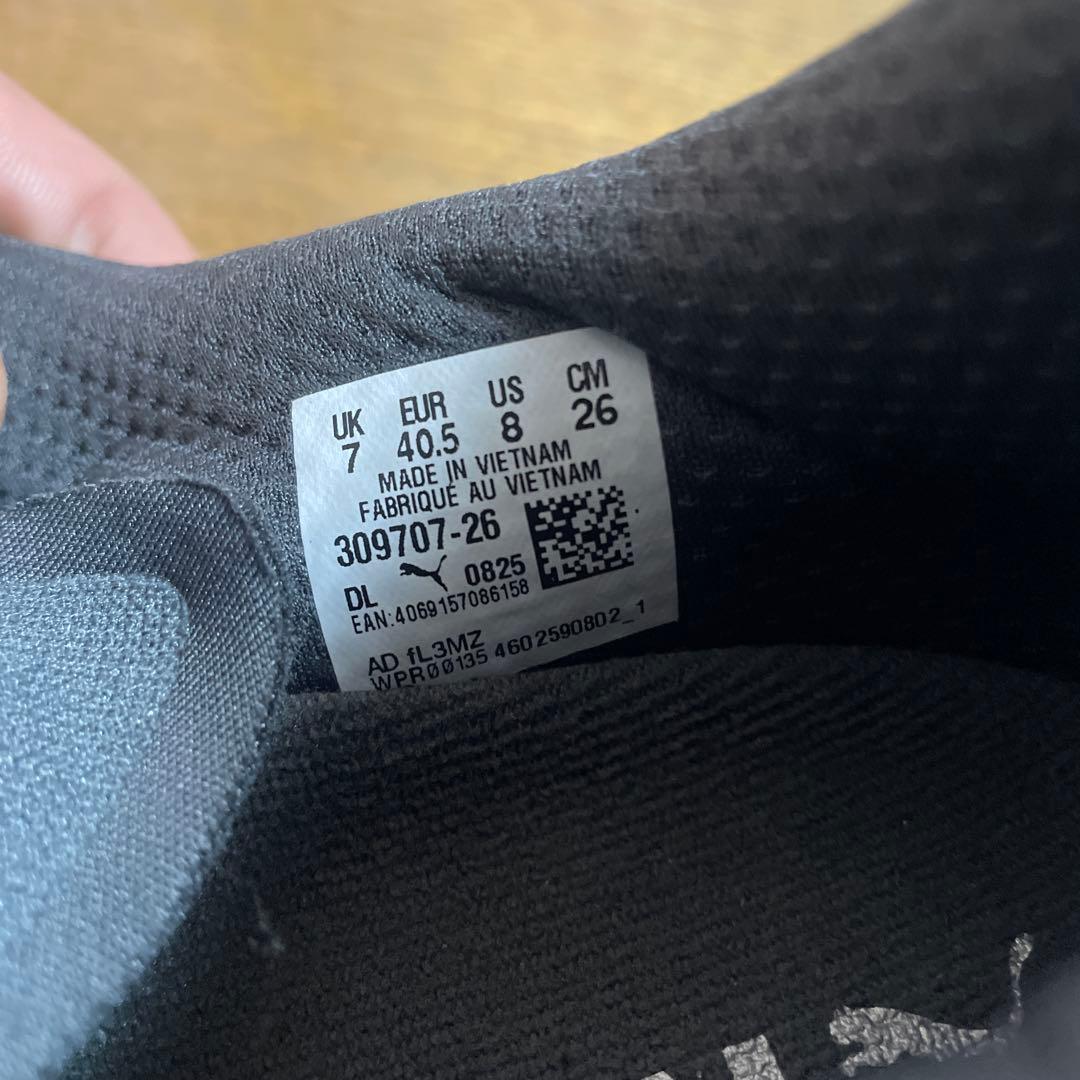 UK EUR US CM
7 40.5 8 26
MADE IN VIETNAM
FABRIQUÉ AU VIETNAM
309707-26
DL 0825
EAN:4069157086158
AD fL3MZ
WPR00135 4602590802_1